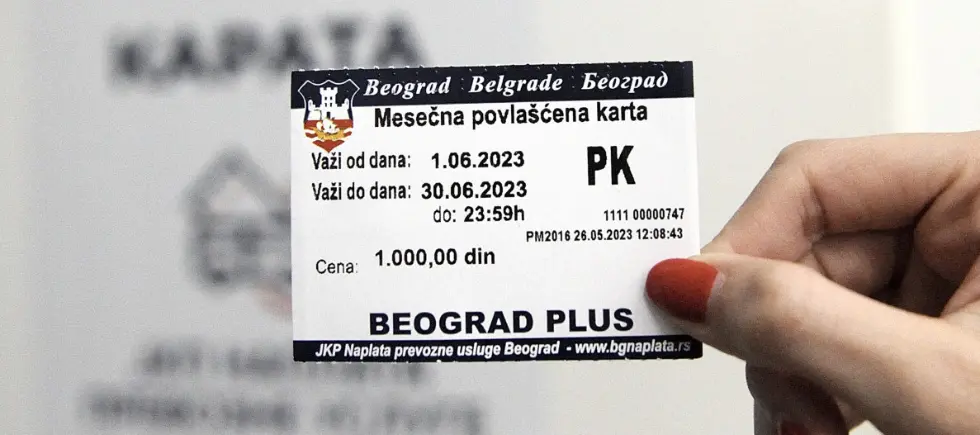 КАРАТА
Beograd Belgrade Београд
Mesečna povlašćena karta
Važi od dana: 1.06.2023
PK
Važi do dana: 30.06.2023
do: 23:59h
1111 00000747
PM2016 26.05.2023 12:08:43
Cena: 1.000,00 din
BEOGRAD PLUS
JKP Naplata prevozne usluge Beograd - www.bgnaplata.rs